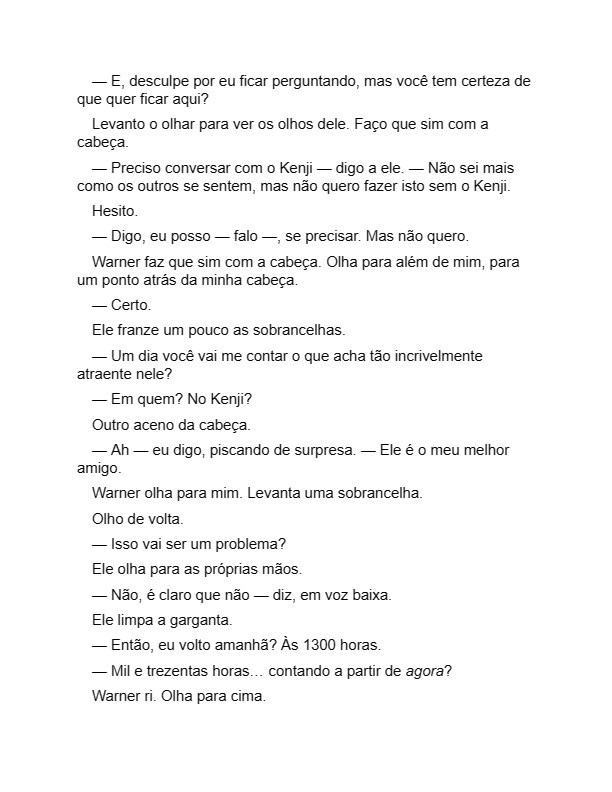 — E, desculpe por eu ficar perguntando, mas você tem certeza de
que quer ficar aqui?
Levanto o olhar para ver os olhos dele. Faço que sim com a
cabeça.
— Preciso conversar com o Kenji — digo a ele. — Não sei mais
como os outros se sentem, mas não quero fazer isto sem o Kenji.
Hesito.
— Digo, eu posso — falo —, se precisar. Mas não quero.
Warner faz que sim com a cabeça. Olha para além de mim, para
um ponto atrás da minha cabeça.
— Certo.
Ele franze um pouco as sobrancelhas.
— Um dia você vai me contar o que acha tão incrivelmente
atraente nele?
— Em quem? No Kenji?
Outro aceno da cabeça.
— Ah — eu digo, piscando de surpresa. — Ele é o meu melhor
amigo.
Warner olha para mim. Levanta uma sobrancelha.
Olho de volta.
— Isso vai ser um problema?
Ele olha para as próprias mãos.
— Não, é claro que não — diz, em voz baixa.
Ele limpa a garganta.
— Então, eu volto amanhã? Às 1300 horas.
— Mil e trezentas horas… contando a partir de agora?
Warner ri. Olha para cima.